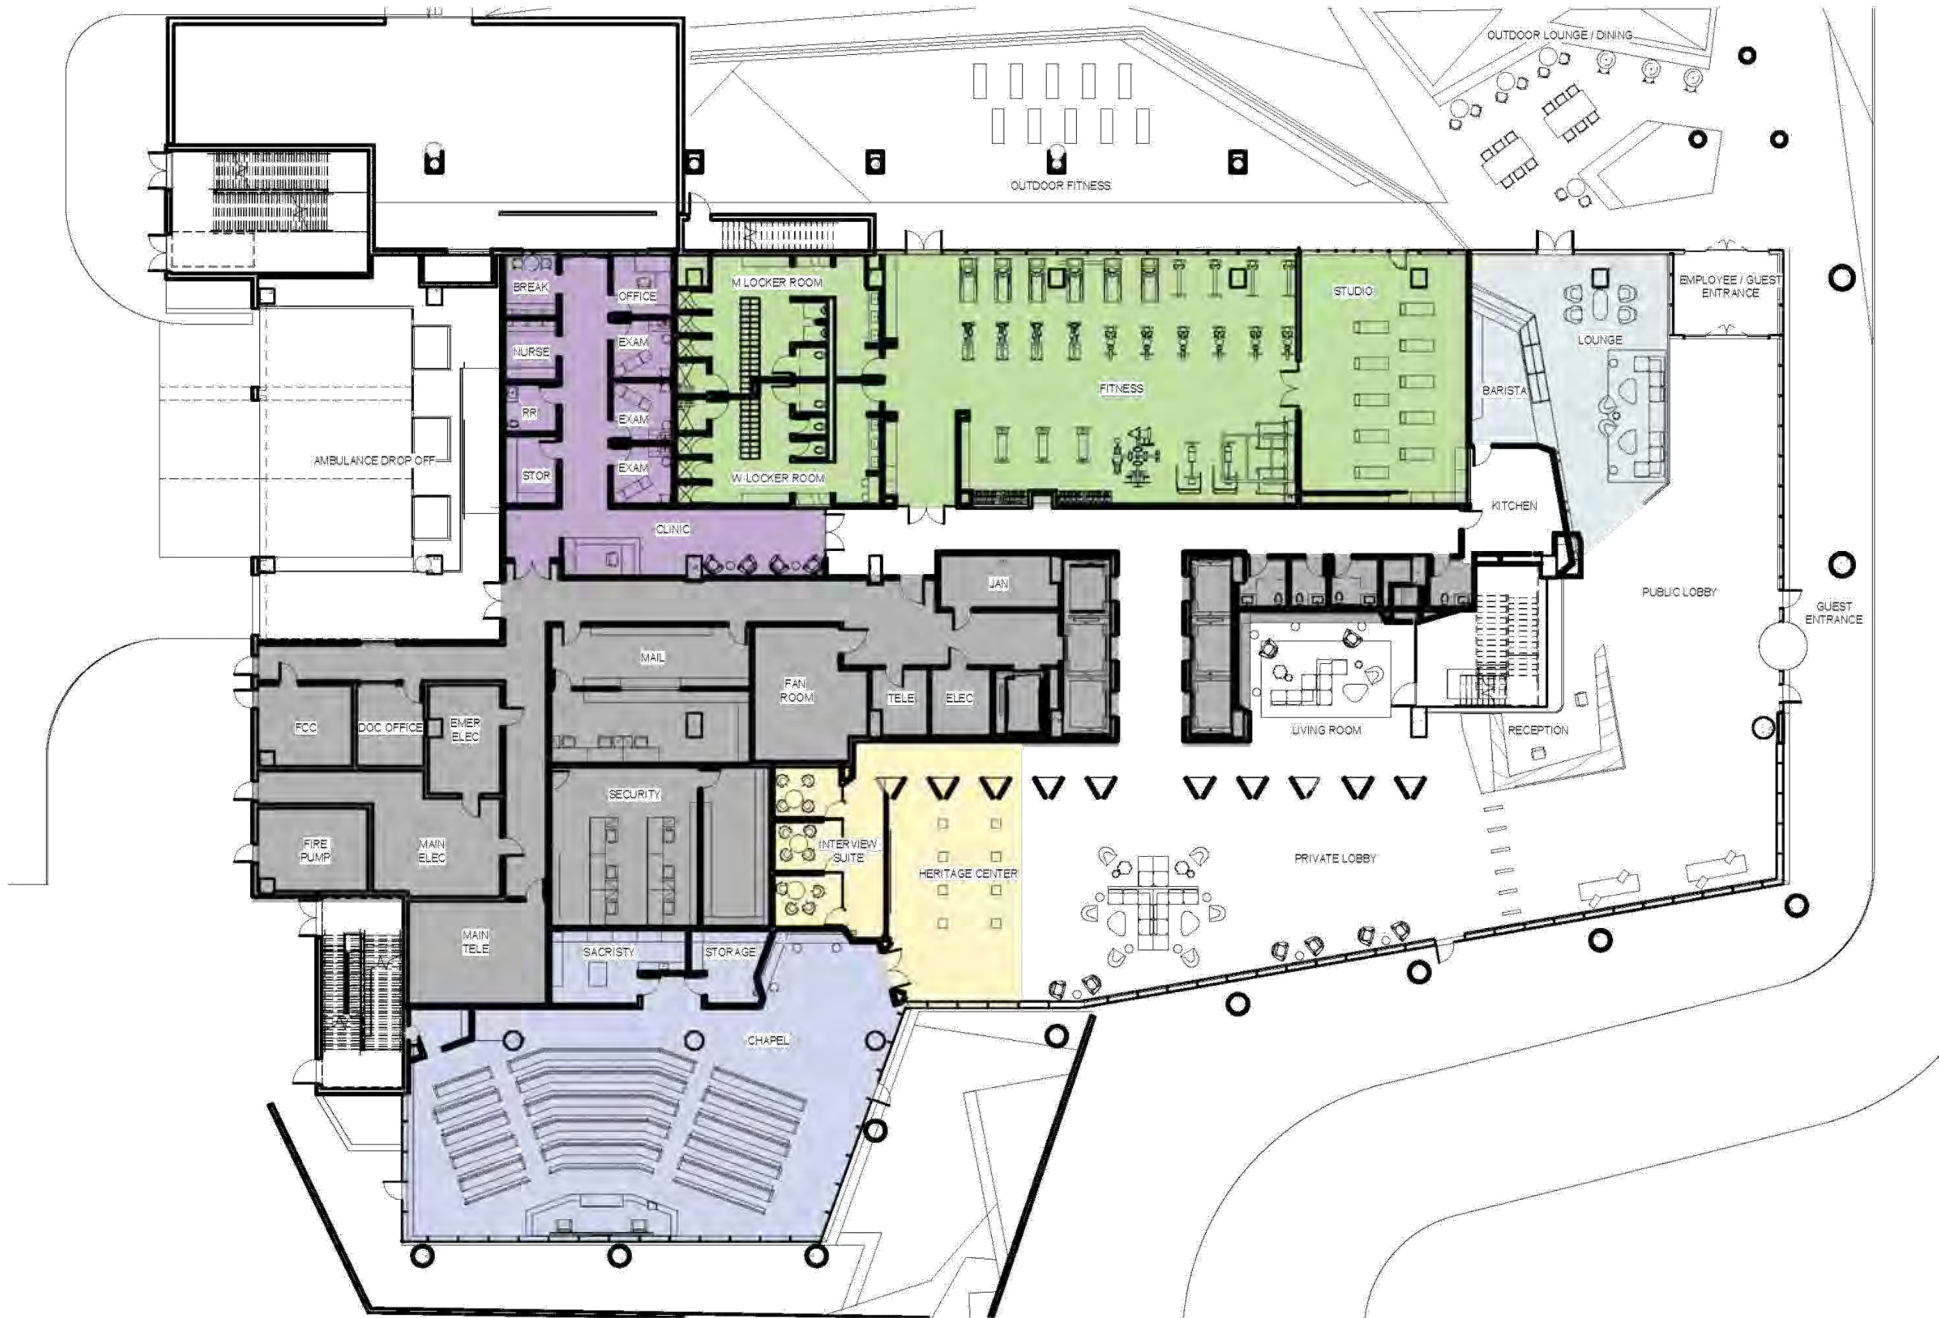 OUTDOOR LOUNGE / DINING
OUTDOOR FITNESS
BREAK
OFFICE
M LOCKER ROOM
STUDIO
EMPLOYEE / GUEST
ENTRANCE
NURSE
EXAM
LOUNGE
FITNESS
BARISTA
RR
EXAM
AMBULANCE DROP OFF
STOR
EXAM
W LOCKER ROOM
KITCHEN
CLINIC
JAN
PUBLIC LOBBY
GUEST
ENTRANCE
MAIL
FAN
ROOM
TELE
ELEC
FCC
DOC OFFICE
EMER
ELEC
LIVING ROOM
RECEPTION
SECURITY
FIRE
PUMP
MAIN
ELEC
INTERVIEW
SUITE
HERITAGE CENTER
PRIVATE LOBBY
MAIN
TELE
SACRISTY
STORAGE
CHAPEL